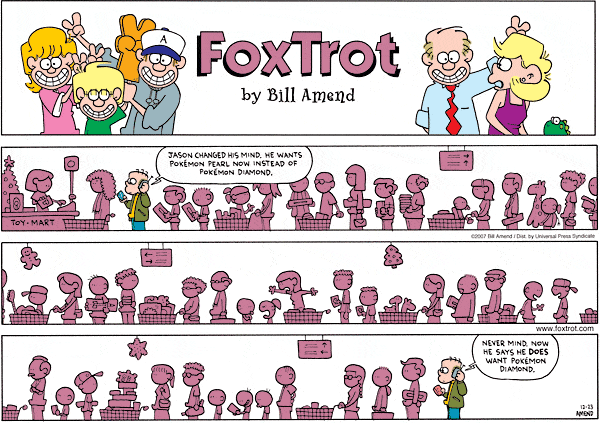 A
FOXTROT
by Bill Amend
JASON CHANGED HIS MIND. HE WANTS
POKÉMON PEARL NOW INSTEAD OF
POKÉMON DIAMOND.
TOY-MART
©2007 Bill Amend / Dist. by Universal Press Syndicate
www.foxtrot.com
NEVER MIND. NOW
HE SAYS HE DOES
WANT POKÉMON
DIAMOND.
12-23
AMEND